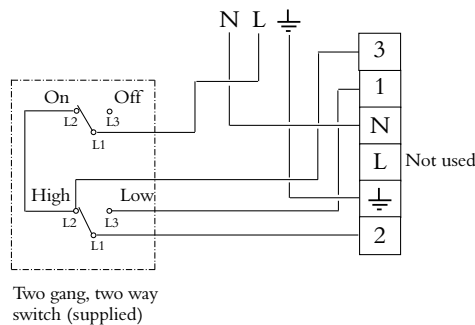 N L
3
On Off
1
L2 L3
L1
N
L Not used
High Low
L2 L3
L1
2
Two gang, two way
switch (supplied)